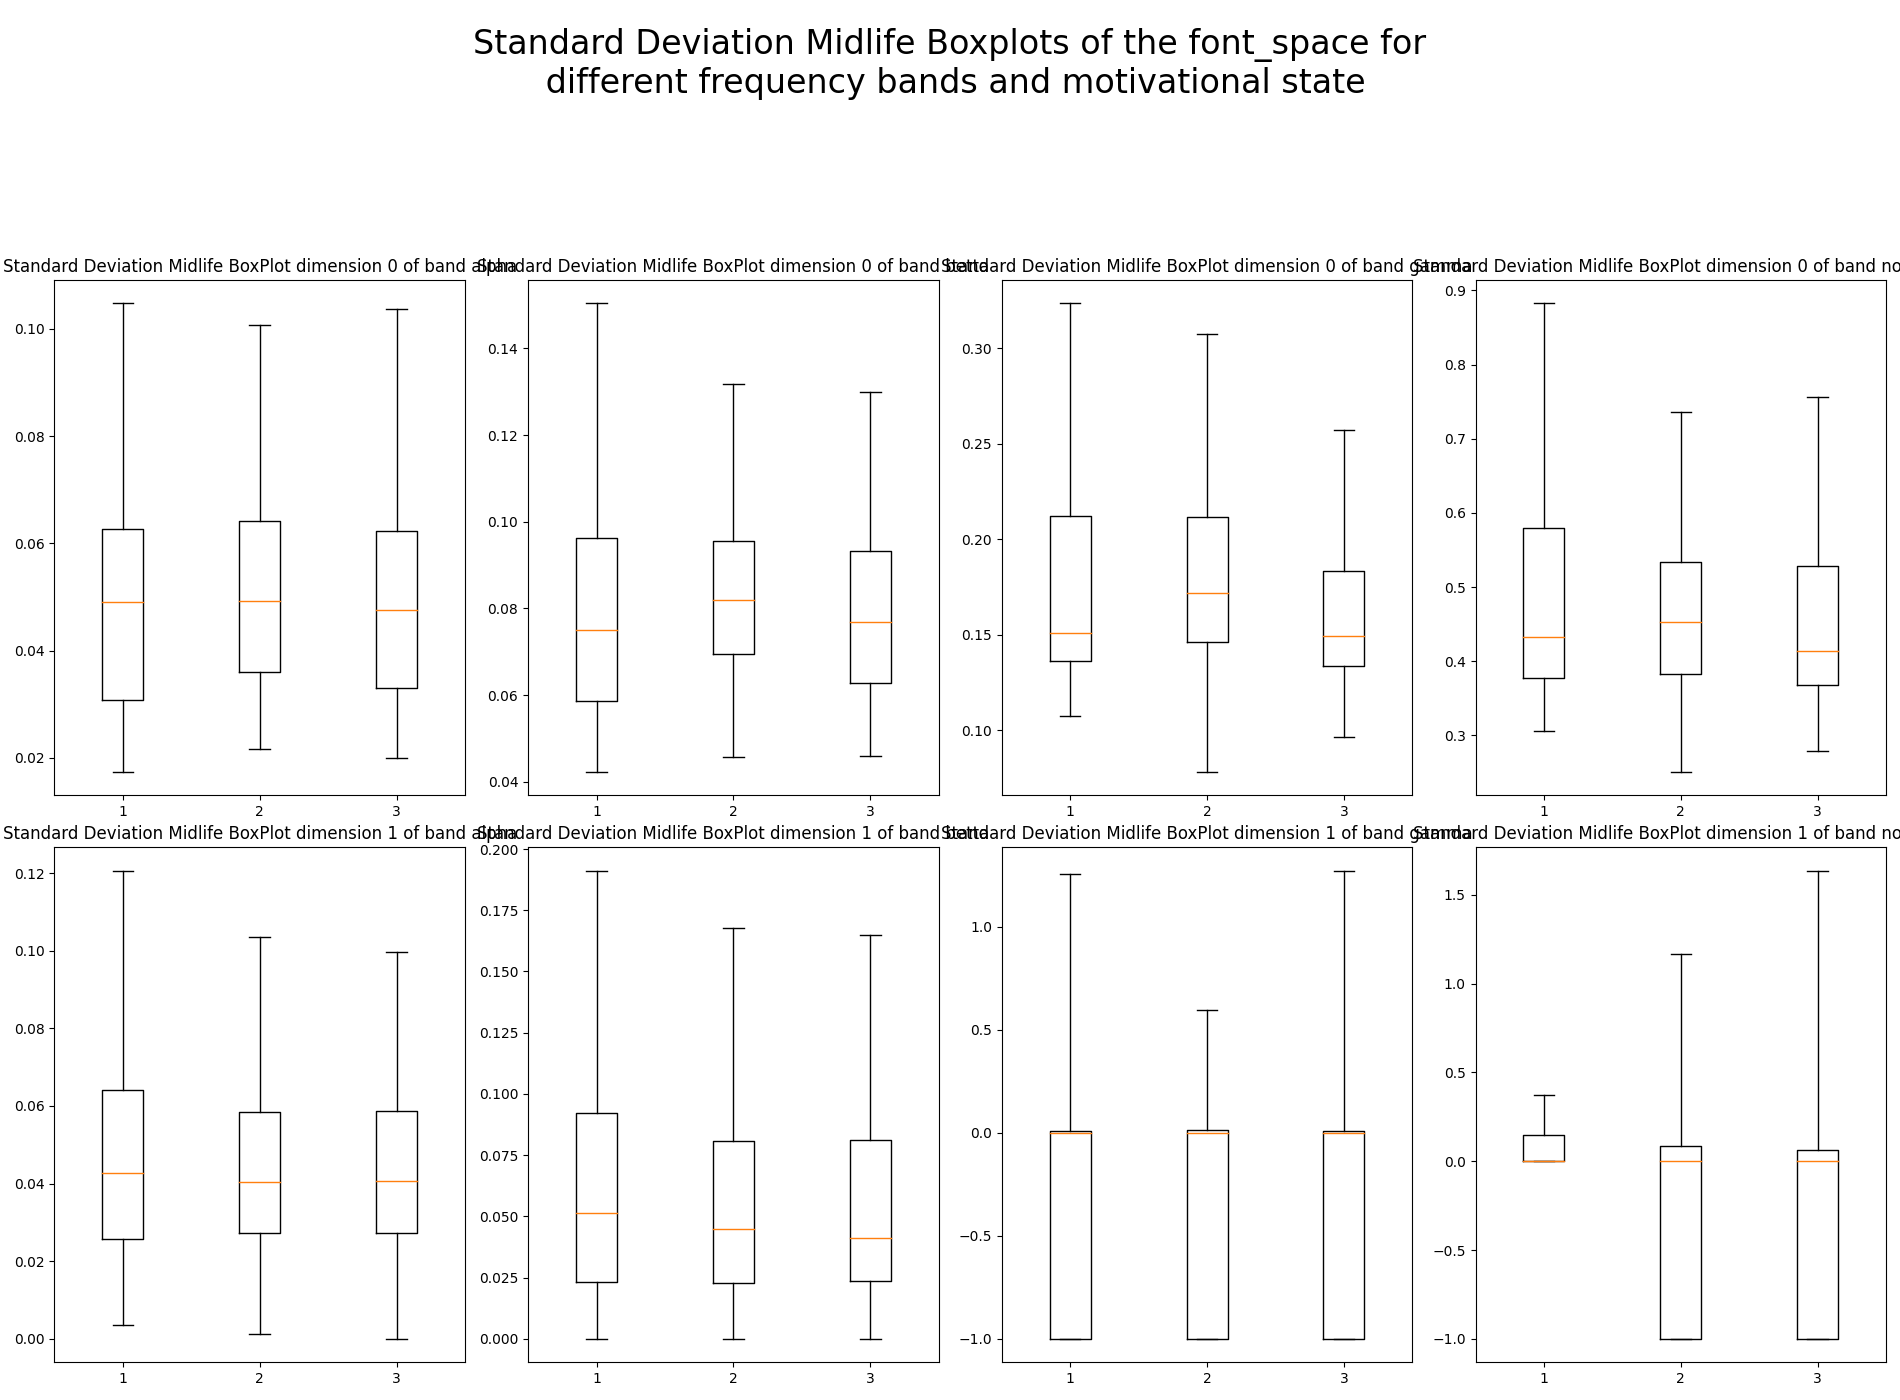 Standard Deviation Midlife Boxplots of the font_space for
different frequency bands and motivational state
Standard Deviation Midlife BoxPlot dimension 0 of band alpha
Standard Deviation Midlife BoxPlot dimension 0 of band betta
Standard Deviation Midlife BoxPlot dimension 0 of band gamma
Standard Deviation Midlife BoxPlot dimension 0 of band no
0.10
0.08
0.06
0.04
0.02
1 2 3
0.14
0.12
0.10
0.08
0.06
0.04
1 2 3
0.30
0.25
0.20
0.15
0.10
1 2 3
0.9
0.8
0.7
0.6
0.5
0.4
0.3
1 2 3
Standard Deviation Midlife BoxPlot dimension 1 of band alpha
Standard Deviation Midlife BoxPlot dimension 1 of band betta
Standard Deviation Midlife BoxPlot dimension 1 of band gamma
Standard Deviation Midlife BoxPlot dimension 1 of band no
0.12
0.10
0.08
0.06
0.04
0.02
0.00
1 2 3
0.200
0.175
0.150
0.125
0.100
0.075
0.050
0.025
0.000
1 2 3
1.0
0.5
0.0
−0.5
−1.0
1 2 3
1.5
1.0
0.5
0.0
−0.5
−1.0
1 2 3